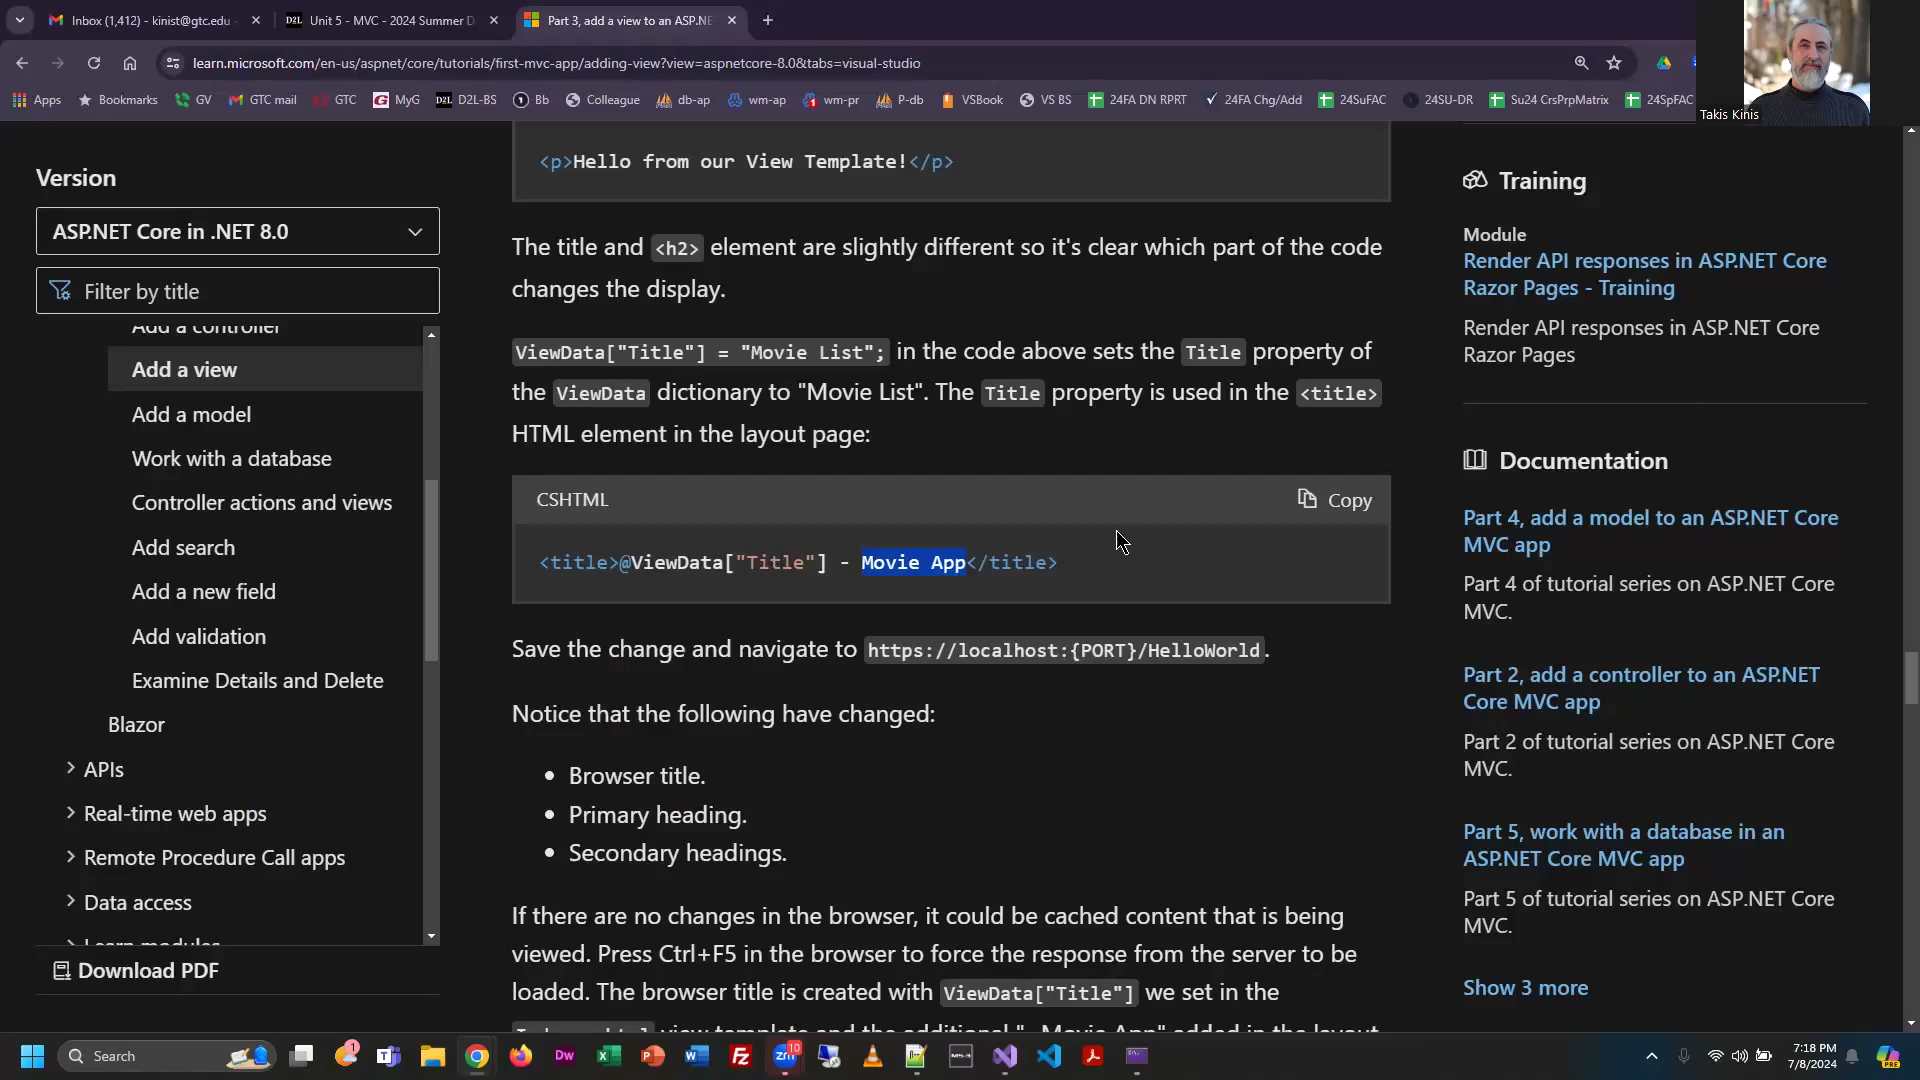 Inbox (1,412) - kinist@gtc.edu
Unit 5 - MVC - 2024 Summer D
Part 3, add a view to an ASP.NE
learn.microsoft.com/en-us/aspnet/core/tutorials/first-mvc-app/adding-view?view=aspnetcore-8.0&tabs=visual-studio
Apps
Bookmarks
GV
GTC mail
GTC
MyG
D2L-BS
Bb
Colleague
db-ap
wm-ap
wm-pr
P-db
VSBook
VS BS
24FA DN RPRT
24FA Chg/Add
24SuFAC
24SU-DR
Su24 CrsPrpMatrix
24SpFAC
Takis Kinis
Version
ASP.NET Core in .NET 8.0
Filter by title
Add a controller
Add a view
Add a model
Work with a database
Controller actions and views
Add search
Add a new field
Add validation
Examine Details and Delete
Blazor
APIs
Real-time web apps
Remote Procedure Call apps
Data access
Learn modules
Download PDF
<p>Hello from our View Template!</p>
The title and <h2> element are slightly different so it's clear which part of the code
changes the display.
ViewData["Title"] = "Movie List"; in the code above sets the Title property of
the ViewData dictionary to "Movie List". The Title property is used in the <title>
HTML element in the layout page:
CSHTML
Copy
<title>@ViewData["Title"] - Movie App</title>
Save the change and navigate to https://localhost:{PORT}/HelloWorld.
Notice that the following have changed:
Browser title.
Primary heading.
Secondary headings.
If there are no changes in the browser, it could be cached content that is being
viewed. Press Ctrl+F5 in the browser to force the response from the server to be
loaded. The browser title is created with ViewData["Title"] we set in the
view template and the additional "- Movie App" added in the layout
Training
Module
Render API responses in ASP.NET Core
Razor Pages - Training
Render API responses in ASP.NET Core
Razor Pages
Documentation
Part 4, add a model to an ASP.NET Core
MVC app
Part 4 of tutorial series on ASP.NET Core
MVC.
Part 2, add a controller to an ASP.NET
Core MVC app
Part 2 of tutorial series on ASP.NET Core
MVC.
Part 5, work with a database in an
ASP.NET Core MVC app
Part 5 of tutorial series on ASP.NET Core
MVC.
Show 3 more
Search
7:18 PM
7/8/2024